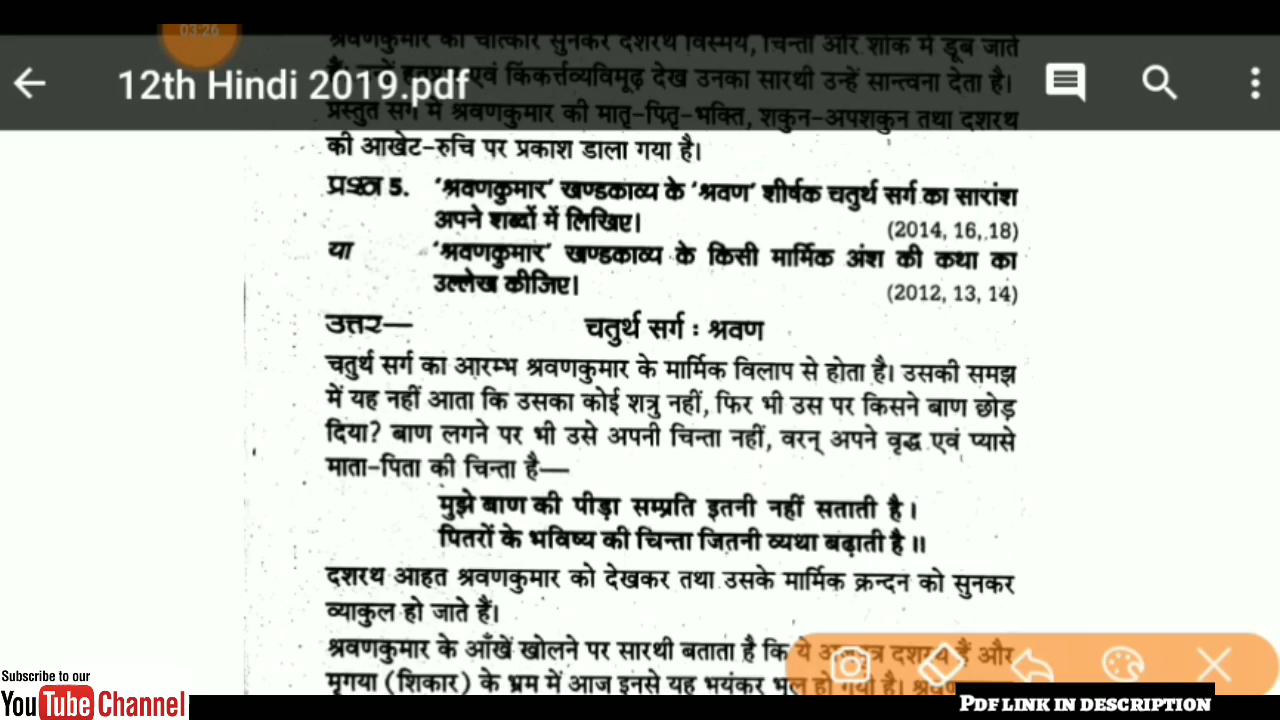 03:26
श्रवणकुमार का चीत्कार सुनकर दशरथ विस्मय, चिन्ता और शोक में डूब जाते
12th Hindi 2019.pdf
एवं किंकर्त्तव्यविमूढ़ देख उनका सारथी उन्हें सान्त्वना देता है।
प्रस्तुत सर्ग में श्रवणकुमार की मातृ-पितृ-भक्ति, शकुन-अपशकुन तथा दशरथ
की आखेट-रुचि पर प्रकाश डाला गया है।
प्रश्न 5. 'श्रवणकुमार' खण्डकाव्य के 'श्रवण' शीर्षक चतुर्थ सर्ग का सारांश
अपने शब्दों में लिखिए। (2014, 16, 18)
या 'श्रवणकुमार' खण्डकाव्य के किसी मार्मिक अंश की कथा का
उल्लेख कीजिए। (2012, 13, 14)
उत्तर— चतुर्थ सर्ग : श्रवण
चतुर्थ सर्ग का आरम्भ श्रवणकुमार के मार्मिक विलाप से होता है। उसकी समझ
में यह नहीं आता कि उसका कोई शत्रु नहीं, फिर भी उस पर किसने बाण छोड़
दिया? बाण लगने पर भी उसे अपनी चिन्ता नहीं, वरन् अपने वृद्ध एवं प्यासे
माता-पिता की चिन्ता है—
मुझे बाण की पीड़ा सम्प्रति इतनी नहीं सताती है।
पितरों के भविष्य की चिन्ता जितनी व्यथा बढ़ाती है॥
दशरथ आहत श्रवणकुमार को देखकर तथा उसके मार्मिक क्रन्दन को सुनकर
व्याकुल हो जाते हैं।
श्रवणकुमार के आँखें खोलने पर सारथी बताता है कि ये दशरथ हैं और
मृगया (शिकार) के भ्रम में आज इनसे यह भयंकर भूल हो गयी है।
Subscribe to our
YouTube Channel
PDF LINK IN DESCRIPTION